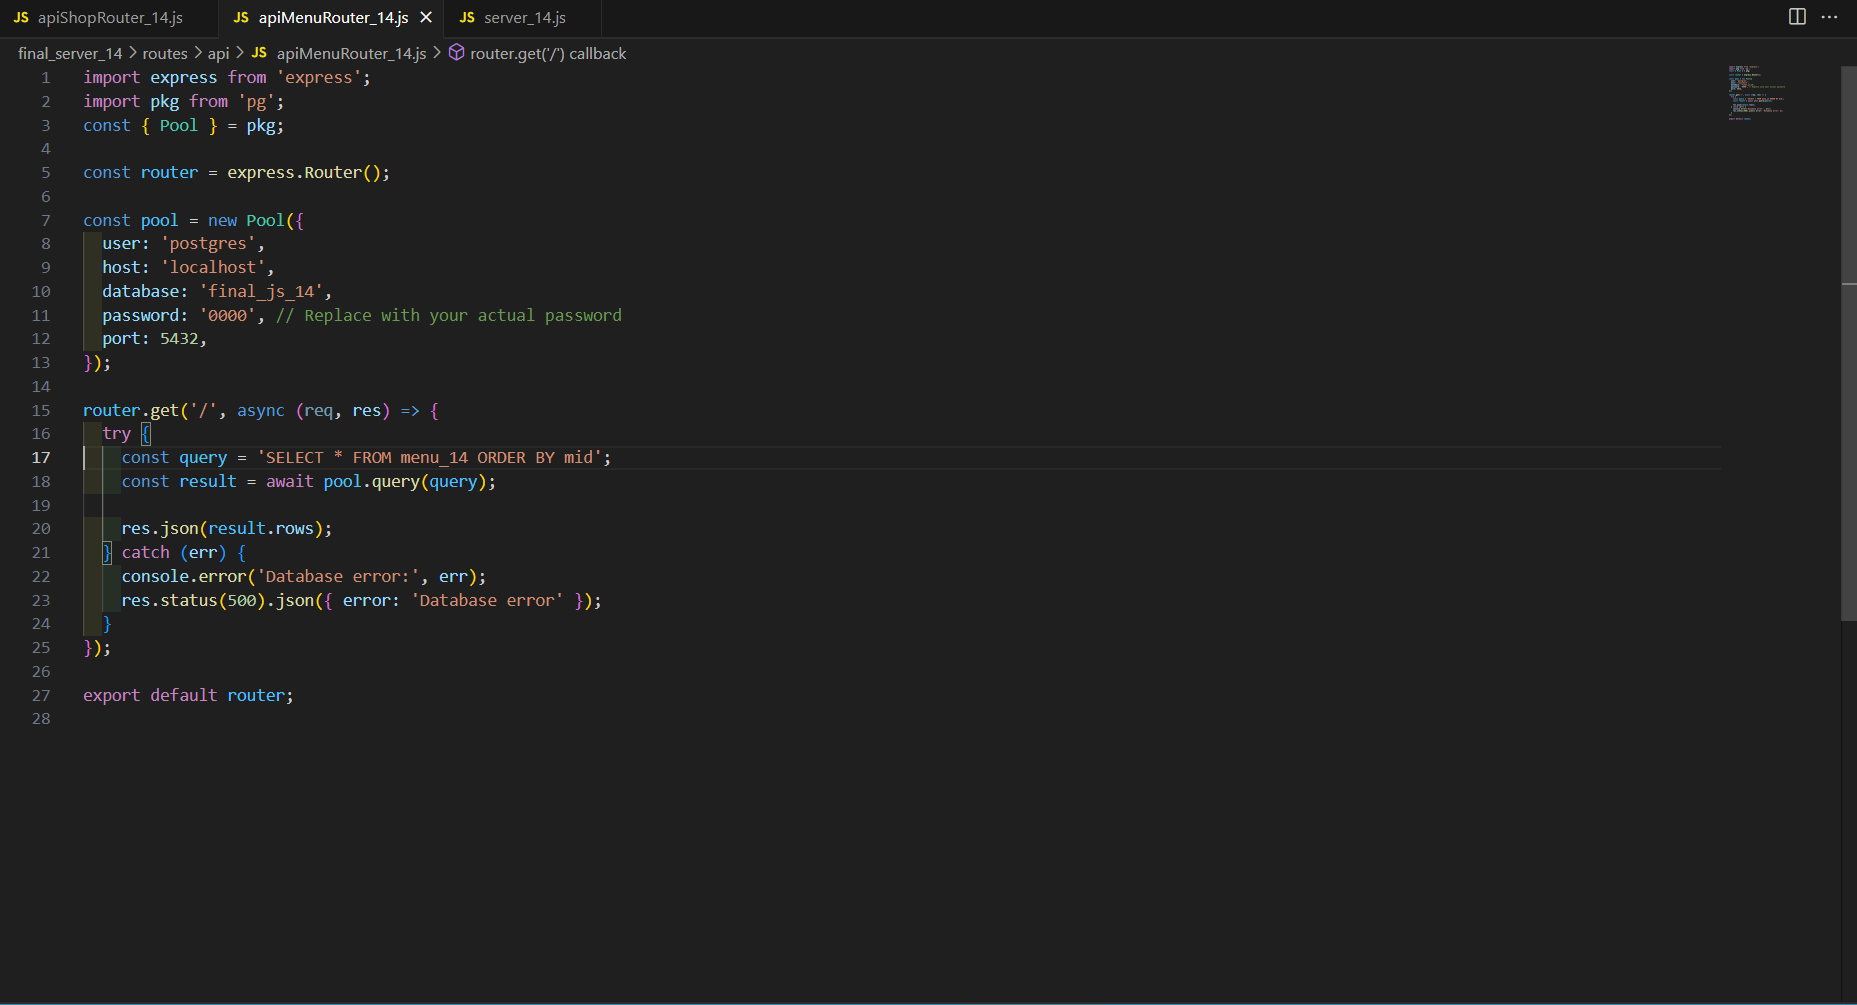 JS apiShopRouter_14.js JS apiMenuRouter_14.js JS server_14.js
final_server_14 > routes > api > JS apiMenuRouter_14.js > router.get('/') callback
1 import express from 'express';
2 import pkg from 'pg';
3 const { Pool } = pkg;
4
5 const router = express.Router();
6
7 const pool = new Pool({
8   user: 'postgres',
9   host: 'localhost',
10   database: 'final_js_14',
11   password: '0000', // Replace with your actual password
12   port: 5432,
13 });
14
15 router.get('/', async (req, res) => {
16   try {
17     const query = 'SELECT * FROM menu_14 ORDER BY mid';
18     const result = await pool.query(query);
19
20     res.json(result.rows);
21   } catch (err) {
22     console.error('Database error:', err);
23     res.status(500).json({ error: 'Database error' });
24   }
25 });
26
27 export default router;
28